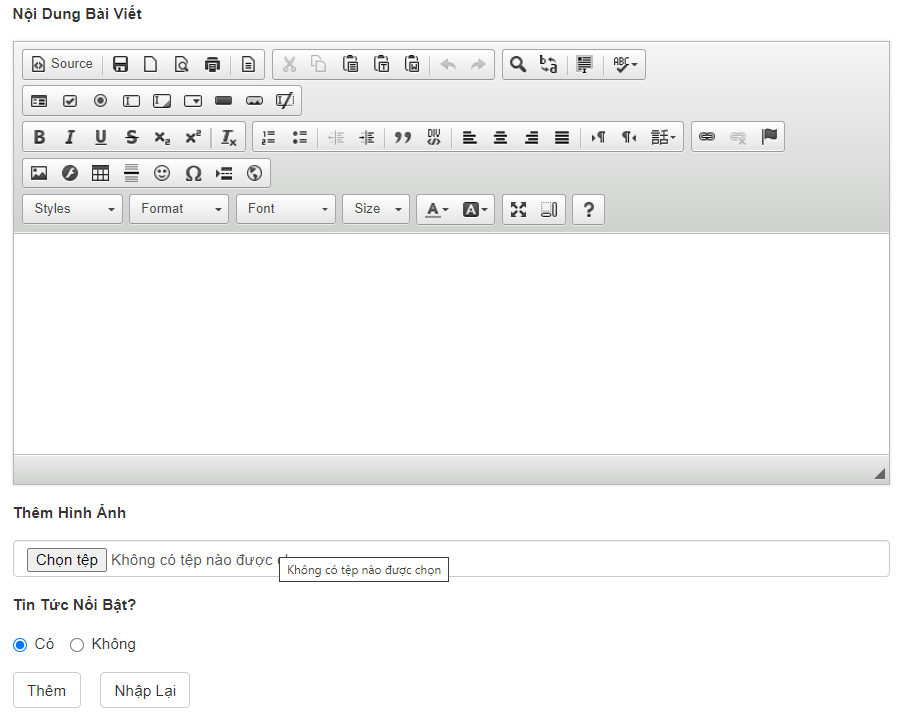 Nội Dung Bài Viết
Source
Styles Format Font Size
Thêm Hình Ảnh
Chọn tệp Không có tệp nào được
Không có tệp nào được chọn
Tin Tức Nổi Bật?
Có Không
Thêm Nhập Lại